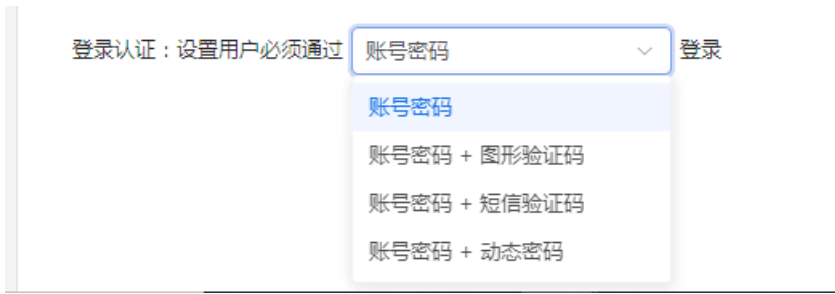 登录认证：设置用户必须通过 账号密码 登录
账号密码
账号密码 + 图形验证码
账号密码 + 短信验证码
账号密码 + 动态密码